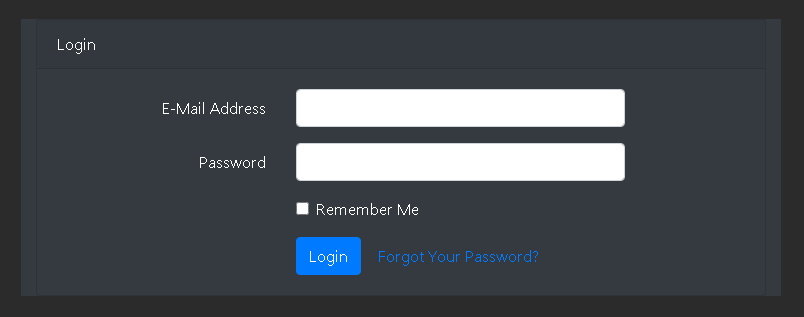 Login
E-Mail Address
Password
Remember Me
Login Forgot Your Password?